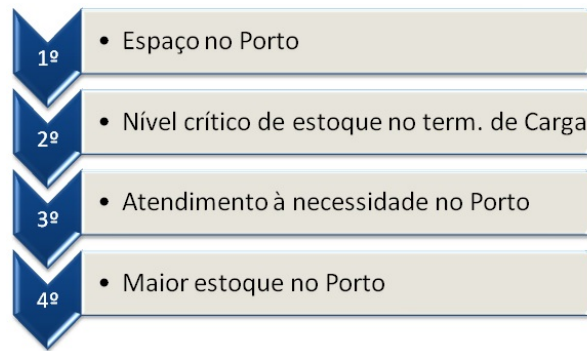 1º
• Espaço no Porto
2º
• Nível crítico de estoque no term. de Carga
3º
• Atendimento à necessidade no Porto
4º
• Maior estoque no Porto